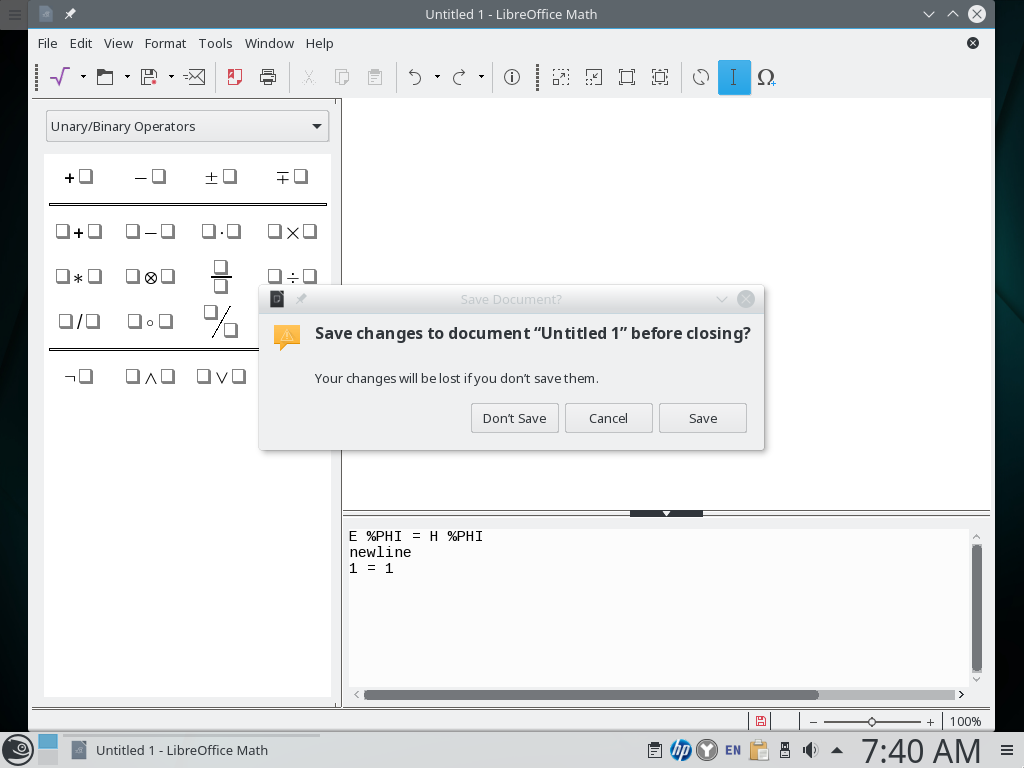 Untitled 1 - LibreOffice Math
File Edit View Format Tools Window Help
Unary/Binary Operators
Save Document?
Save changes to document “Untitled 1” before closing?
Your changes will be lost if you don’t save them.
Don’t Save Cancel Save
E %PHI = H %PHI
newline
1 = 1
100%
Untitled 1 - LibreOffice Math
EN
7:40 AM